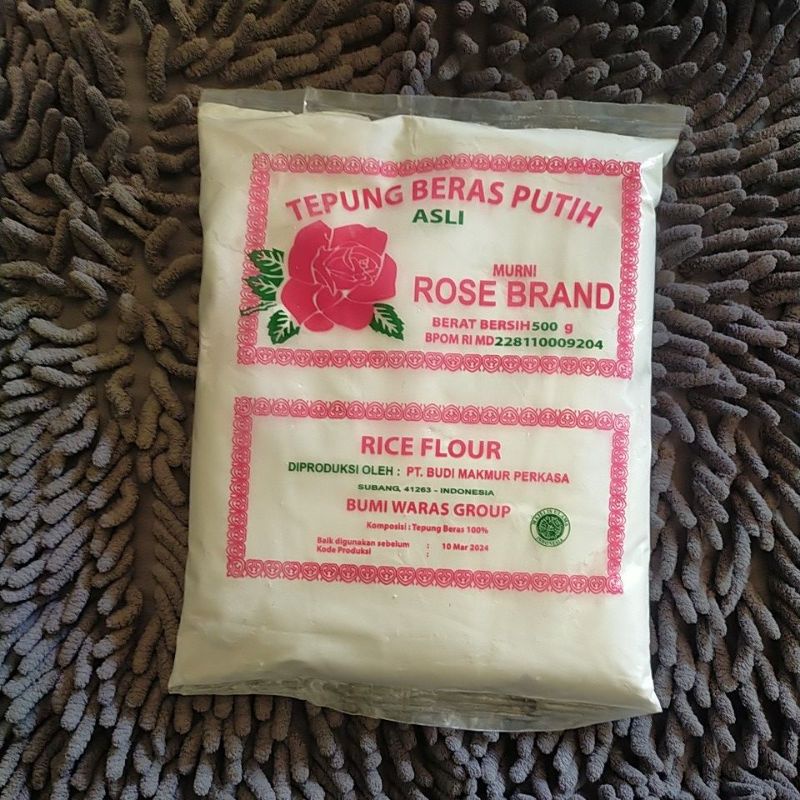 TEPUNG BERAS PUTIH
ASLI
MURNI
ROSE BRAND
BERAT BERSIH 500 g
BPOM RI MD 228110009204
RICE FLOUR
DIPRODUKSI OLEH : PT. BUDI MAKMUR PERKASA
SUBANG, 41263 - INDONESIA
BUMI WARAS GROUP
Komposisi : Tepung Beras 100%
Baik digunakan sebelum : 10 Mar 2024
Kode Produksi :